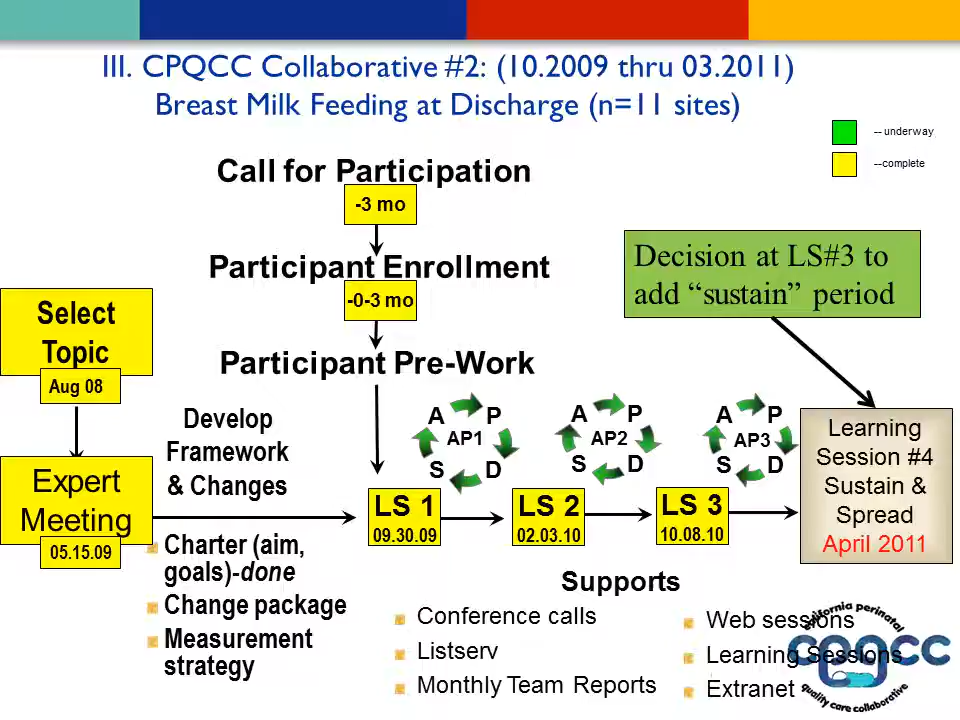 III. CPQCC Collaborative #2: (10.2009 thru 03.2011)
Breast Milk Feeding at Discharge (n=11 sites)
-- underway
--complete
Call for Participation
-3 mo
Participant Enrollment
-0-3 mo
Participant Pre-Work
Decision at LS#3 to
add “sustain” period
Select
Topic
Aug 08
Expert
Meeting
05.15.09
Develop
Framework
& Changes
Charter (aim,
goals)-done
Change package
Measurement
strategy
A P
AP1
S D
A P
AP2
S D
A P
AP3
S D
LS 1
09.30.09
LS 2
02.03.10
LS 3
10.08.10
Learning
Session #4
Sustain &
Spread
April 2011
Supports
Conference calls
Listserv
Monthly Team Reports
Web sessions
Learning Sessions
Extranet
california perinatal
cpqcc
quality care collaborative